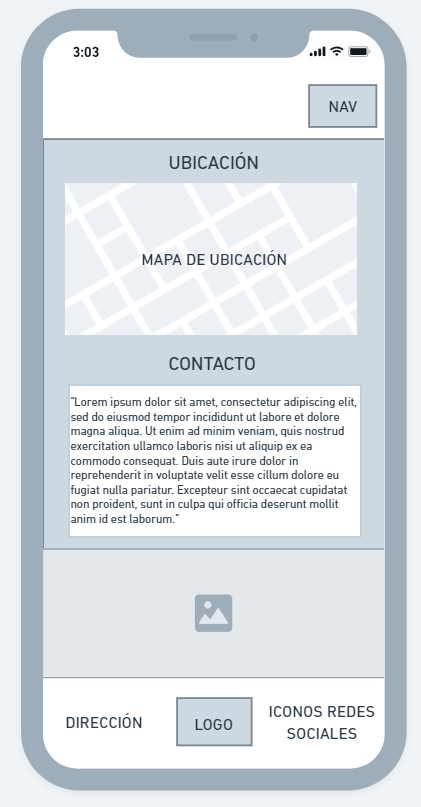 3:03
NAV
UBICACIÓN
MAPA DE UBICACIÓN
CONTACTO
"Lorem ipsum dolor sit amet, consectetur adipiscing elit,
sed do eiusmod tempor incididunt ut labore et dolore
magna aliqua. Ut enim ad minim veniam, quis nostrud
exercitation ullamco laboris nisi ut aliquip ex ea
commodo consequat. Duis aute irure dolor in
reprehenderit in voluptate velit esse cillum dolore eu
fugiat nulla pariatur. Excepteur sint occaecat cupidatat
non proident, sunt in culpa qui officia deserunt mollit
anim id est laborum."
DIRECCIÓN
LOGO
ICONOS REDES
SOCIALES